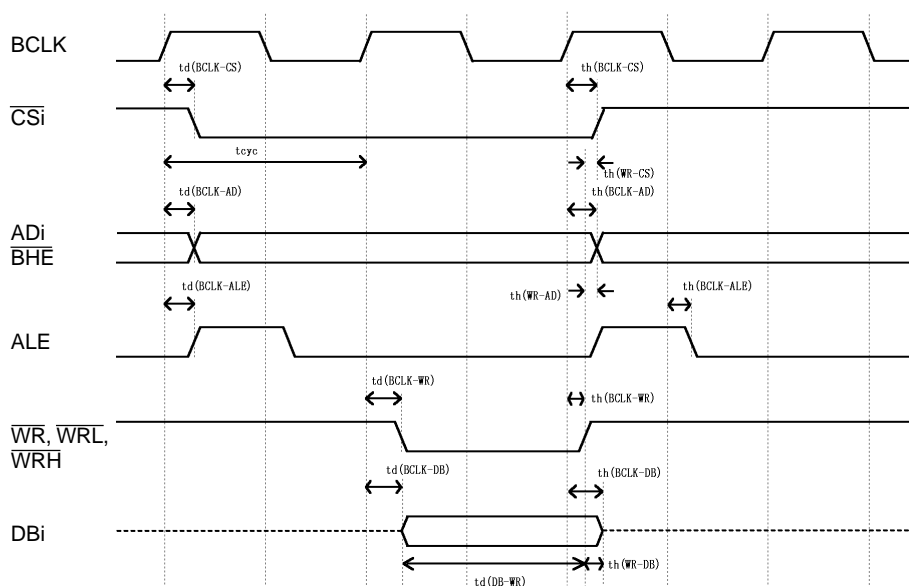 BCLK
td(BCLK-CS)
th(BCLK-CS)
CSi
tcyc
th(WR-CS)
td(BCLK-AD)
th(BCLK-AD)
ADi
BHE
td(BCLK-ALE)
th(WR-AD)
th(BCLK-ALE)
ALE
td(BCLK-WR)
th(BCLK-WR)
WR, WRL,
WRH
td(BCLK-DB)
th(BCLK-DB)
DBi
td(DB-WR)
th(WR-DB)